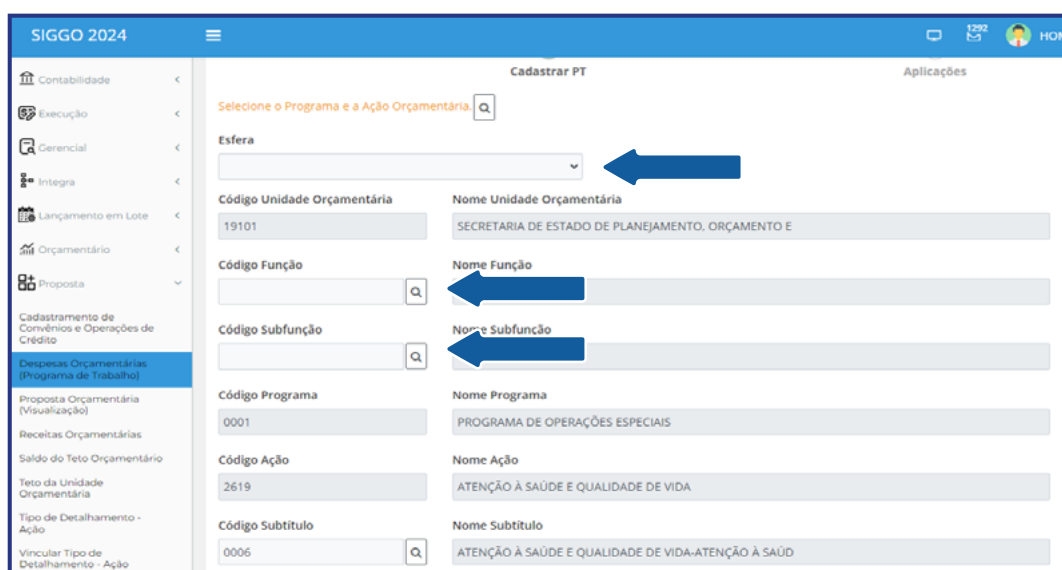 SIGGO 2024
1292
HOM
Contabilidade
Execução
Gerencial
Integra
Lançamento em Lote
Orçamentário
Proposta
Cadastramento de
Convênios e Operações de
Crédito
Despesas Orçamentárias
(Programa de Trabalho)
Proposta Orçamentária
(Visualização)
Receitas Orçamentárias
Saldo do Teto Orçamentário
Teto da Unidade
Orçamentária
Tipo de Detalhamento -
Ação
Vincular Tipo de
Detalhamento - Ação
Cadastrar PT
Aplicações
Selecione o Programa e a Ação Orçamentária.
Esfera
Código Unidade Orçamentária
Nome Unidade Orçamentária
19101
SECRETARIA DE ESTADO DE PLANEJAMENTO, ORÇAMENTO E
Código Função
Nome Função
Código Subfunção
Nome Subfunção
Código Programa
Nome Programa
0001
PROGRAMA DE OPERAÇÕES ESPECIAIS
Código Ação
Nome Ação
2619
ATENÇÃO À SAÚDE E QUALIDADE DE VIDA
Código Subtítulo
Nome Subtítulo
0006
ATENÇÃO À SAÚDE E QUALIDADE DE VIDA-ATENÇÃO À SAÚD